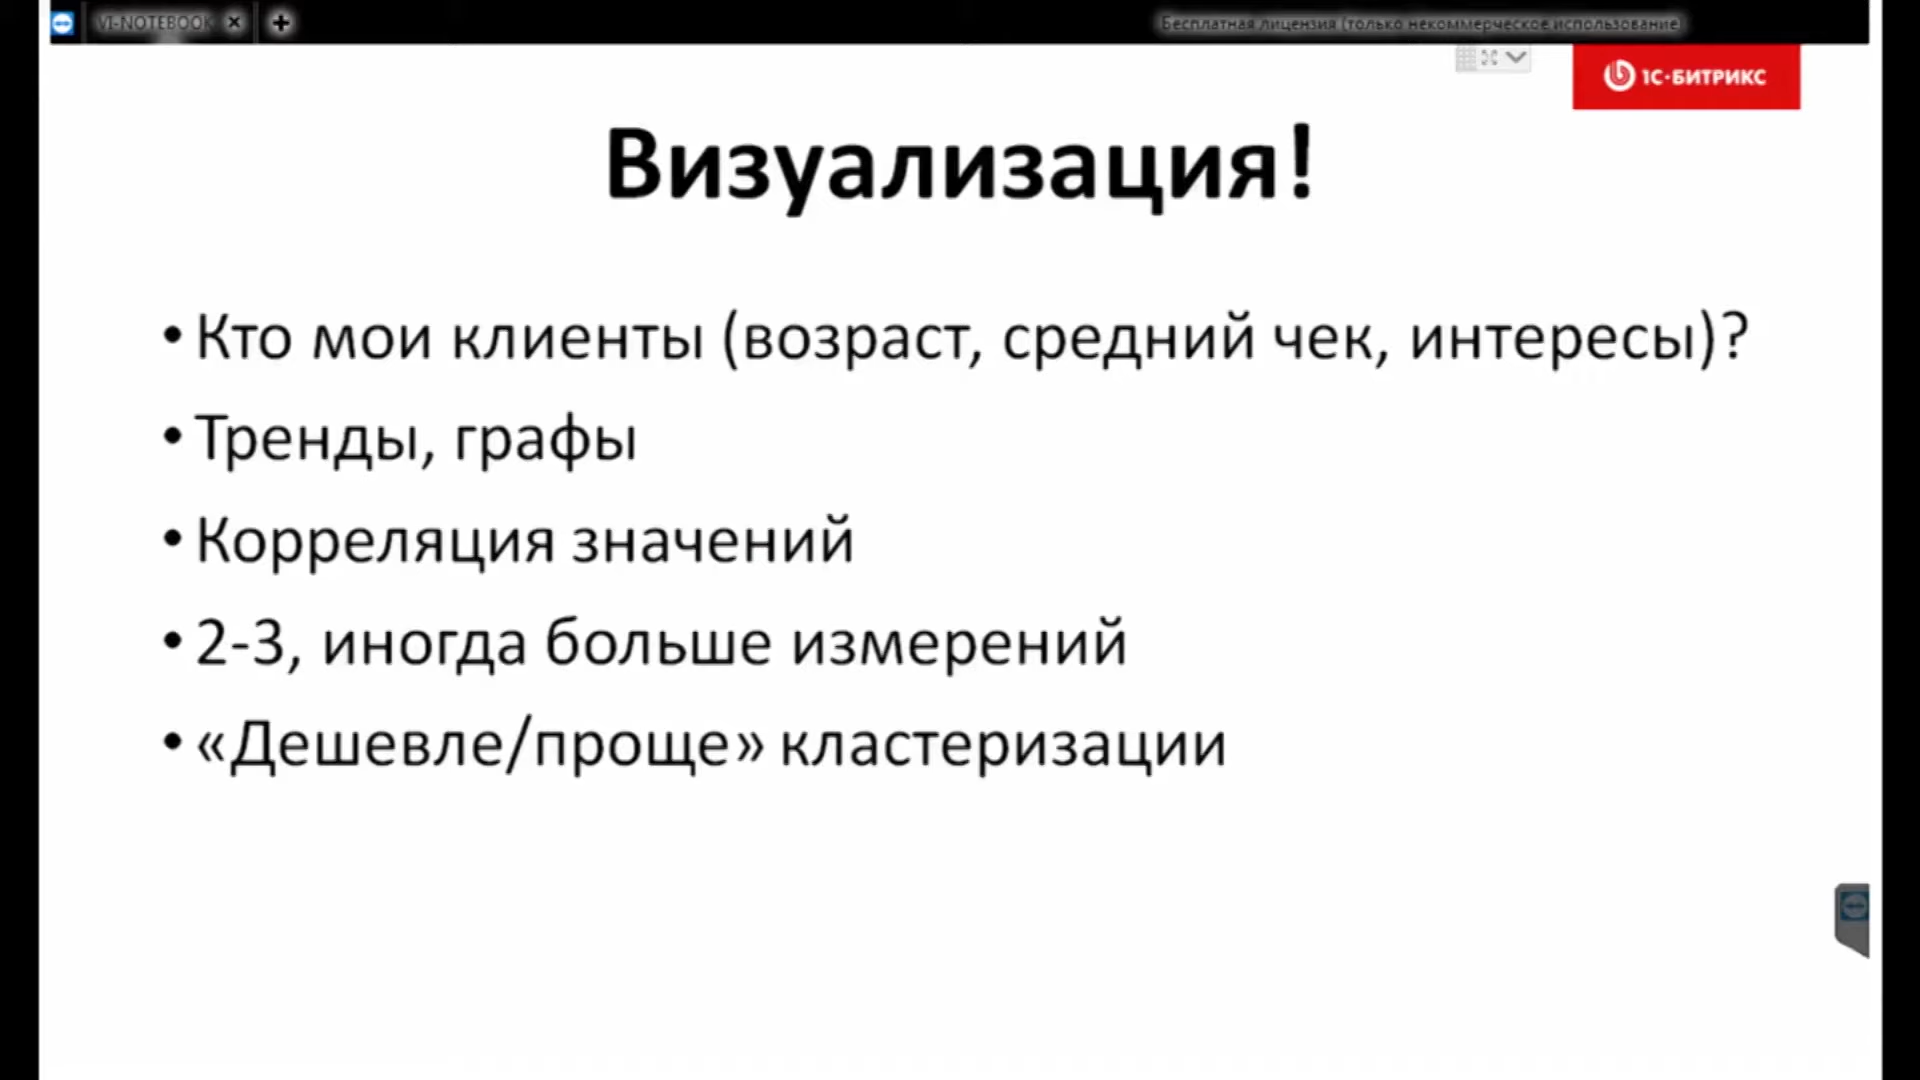 VI-NOTEBOOK
Бесплатная лицензия (только некоммерческое использование
1С-БИТРИКС
Визуализация!
• Кто мои клиенты (возраст, средний чек, интересы)?
• Тренды, графы
• Корреляция значений
• 2-3, иногда больше измерений
• «Дешевле/проще» кластеризации